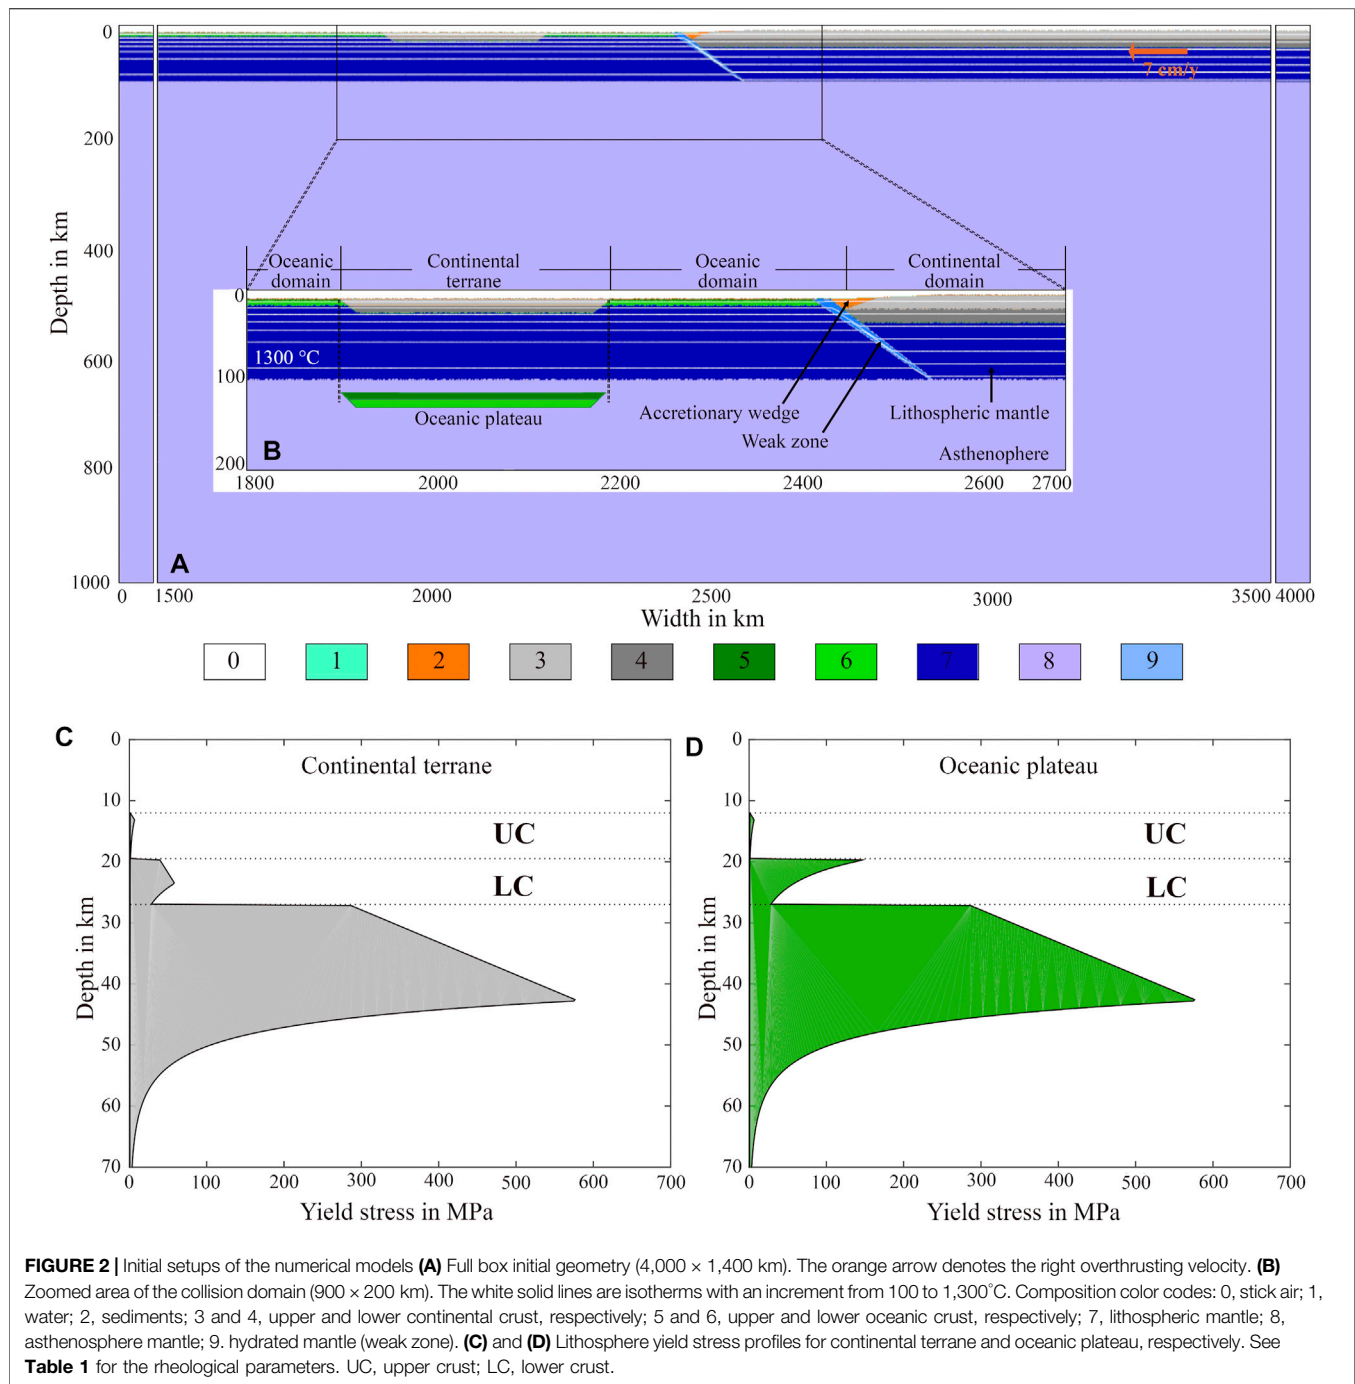 0
200
400
600
800
1000
Depth in km
7 cm/y
Oceanic domain
Continental terrane
Oceanic domain
Continental domain
0
100
200
1300 °C
Oceanic plateau
Accretionary wedge
Weak zone
Lithospheric mantle
Asthenophere
B
1800 2000 2200 2400 2600 2700
A
0 1500 2000 2500 3000 3500 4000
Width in km
0 1 2 3 4 5 6 7 8 9
C
Continental terrane
UC
LC
0
10
20
30
40
50
60
70
Depth in km
0 100 200 300 400 500 600 700
Yield stress in MPa
D
Oceanic plateau
UC
LC
0
10
20
30
40
50
60
70
Depth in km
0 100 200 300 400 500 600 700
Yield stress in MPa
FIGURE 2 | Initial setups of the numerical models (A) Full box initial geometry (4,000 × 1,400 km). The orange arrow denotes the right overthrusting velocity. (B)
Zoomed area of the collision domain (900 × 200 km). The white solid lines are isotherms with an increment from 100 to 1,300°C. Composition color codes: 0, stick air; 1,
water; 2, sediments; 3 and 4, upper and lower continental crust, respectively; 5 and 6, upper and lower oceanic crust, respectively; 7, lithospheric mantle; 8,
asthenosphere mantle; 9. hydrated mantle (weak zone). (C) and (D) Lithosphere yield stress profiles for continental terrane and oceanic plateau, respectively. See
Table 1 for the rheological parameters. UC, upper crust; LC, lower crust.